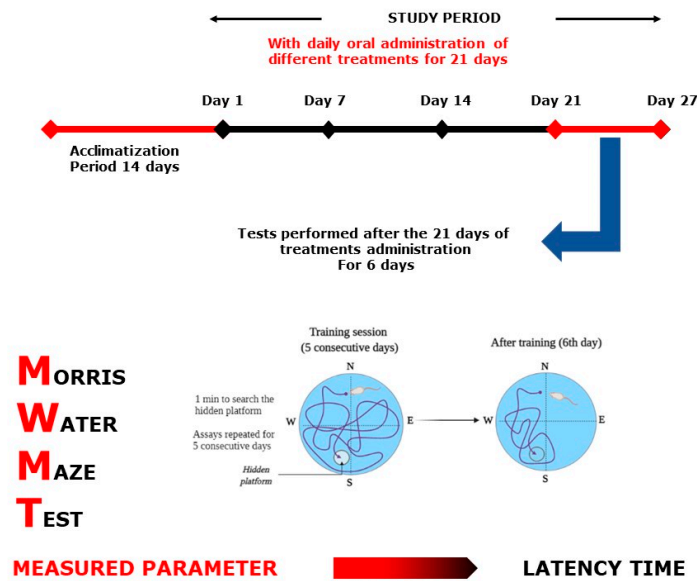 STUDY PERIOD
With daily oral administration of
different treatments for 21 days
Day 1
Day 7
Day 14
Day 21
Day 27
Acclimatization
Period 14 days
Tests performed after the 21 days of
treatments administration
For 6 days
Training session
(5 consecutive days)
After training (6th day)
MORRIS
WATER
MAZE
TEST
1 min to search the
hidden platform
Assays repeated for
5 consecutive days
Hidden
platform
N
W
E
S
N
W
E
S
MEASURED PARAMETER
LATENCY TIME